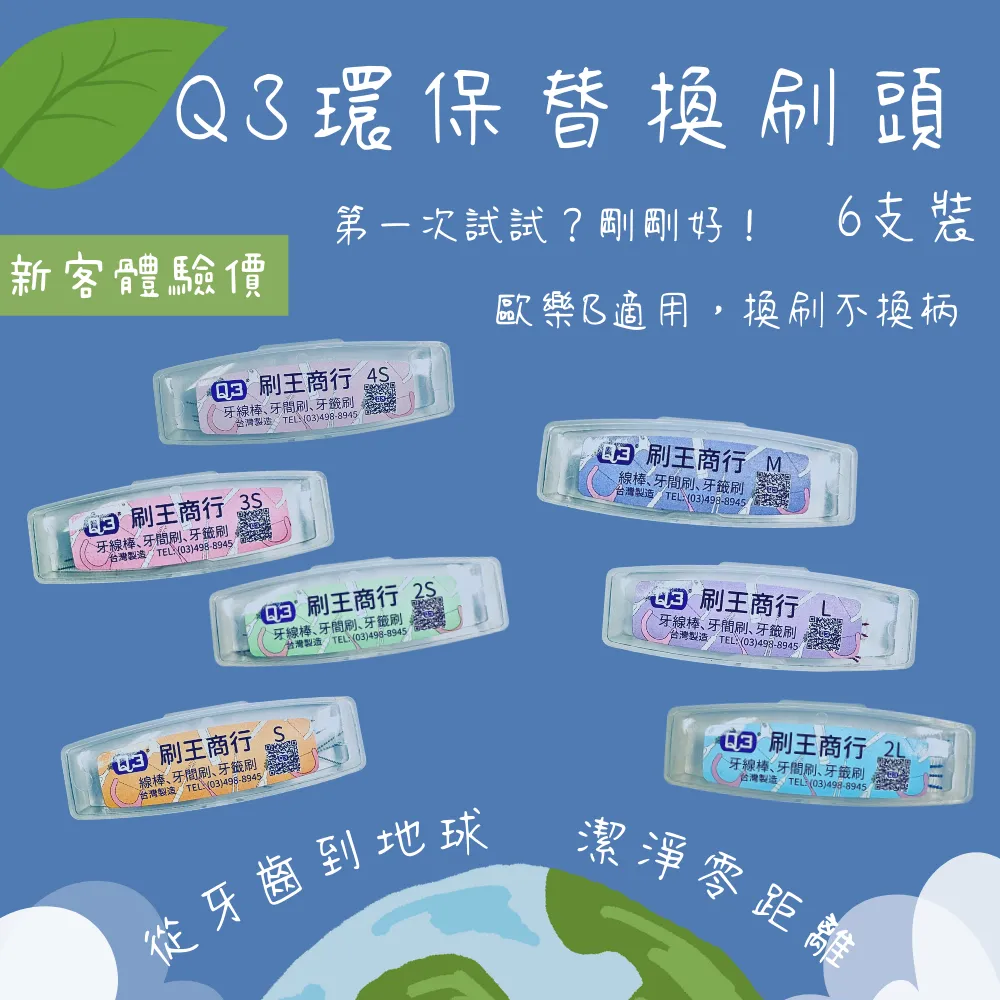 Q3環保替換刷頭
第一次試試？剛剛好！
6支裝
新客體驗價
歐樂B適用，換刷不換柄
Q3 刷王商行 4S
牙線棒、牙間刷、牙籤刷
台灣製造 TEL: (03)498-8945
Q3 刷王商行 M
線棒、牙間刷、牙籤刷
台灣製造 TEL: (03)498-8945
Q3 刷王商行 3S
牙線棒、牙間刷、牙籤刷
台灣製造 TEL: (03)498-8945
Q3 刷王商行 2S
牙線棒、牙間刷、牙籤刷
台灣製造 TEL: (03)498-8945
Q3 刷王商行 L
牙線棒、牙間刷、牙籤刷
台灣製造 TEL: (03)498-8945
Q3 刷王商行 S
線棒、牙間刷、牙籤刷
台灣製造 TEL: (03)498-8945
Q3 刷王商行 2L
牙線棒、牙間刷、牙籤刷
台灣製造 TEL: (03)498-8945
從牙齒到地球 潔淨零距離